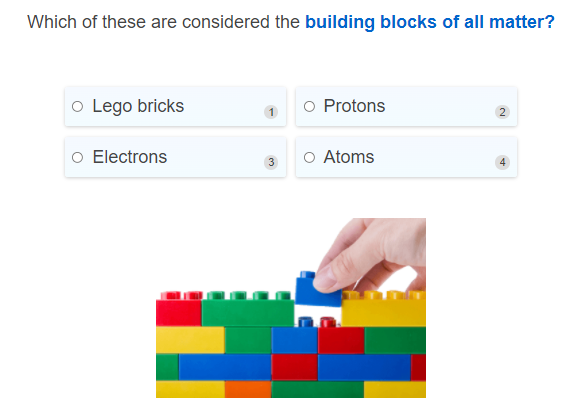 Which of these are considered the building blocks of all matter?
Lego bricks 1
Protons 2
Electrons 3
Atoms 4